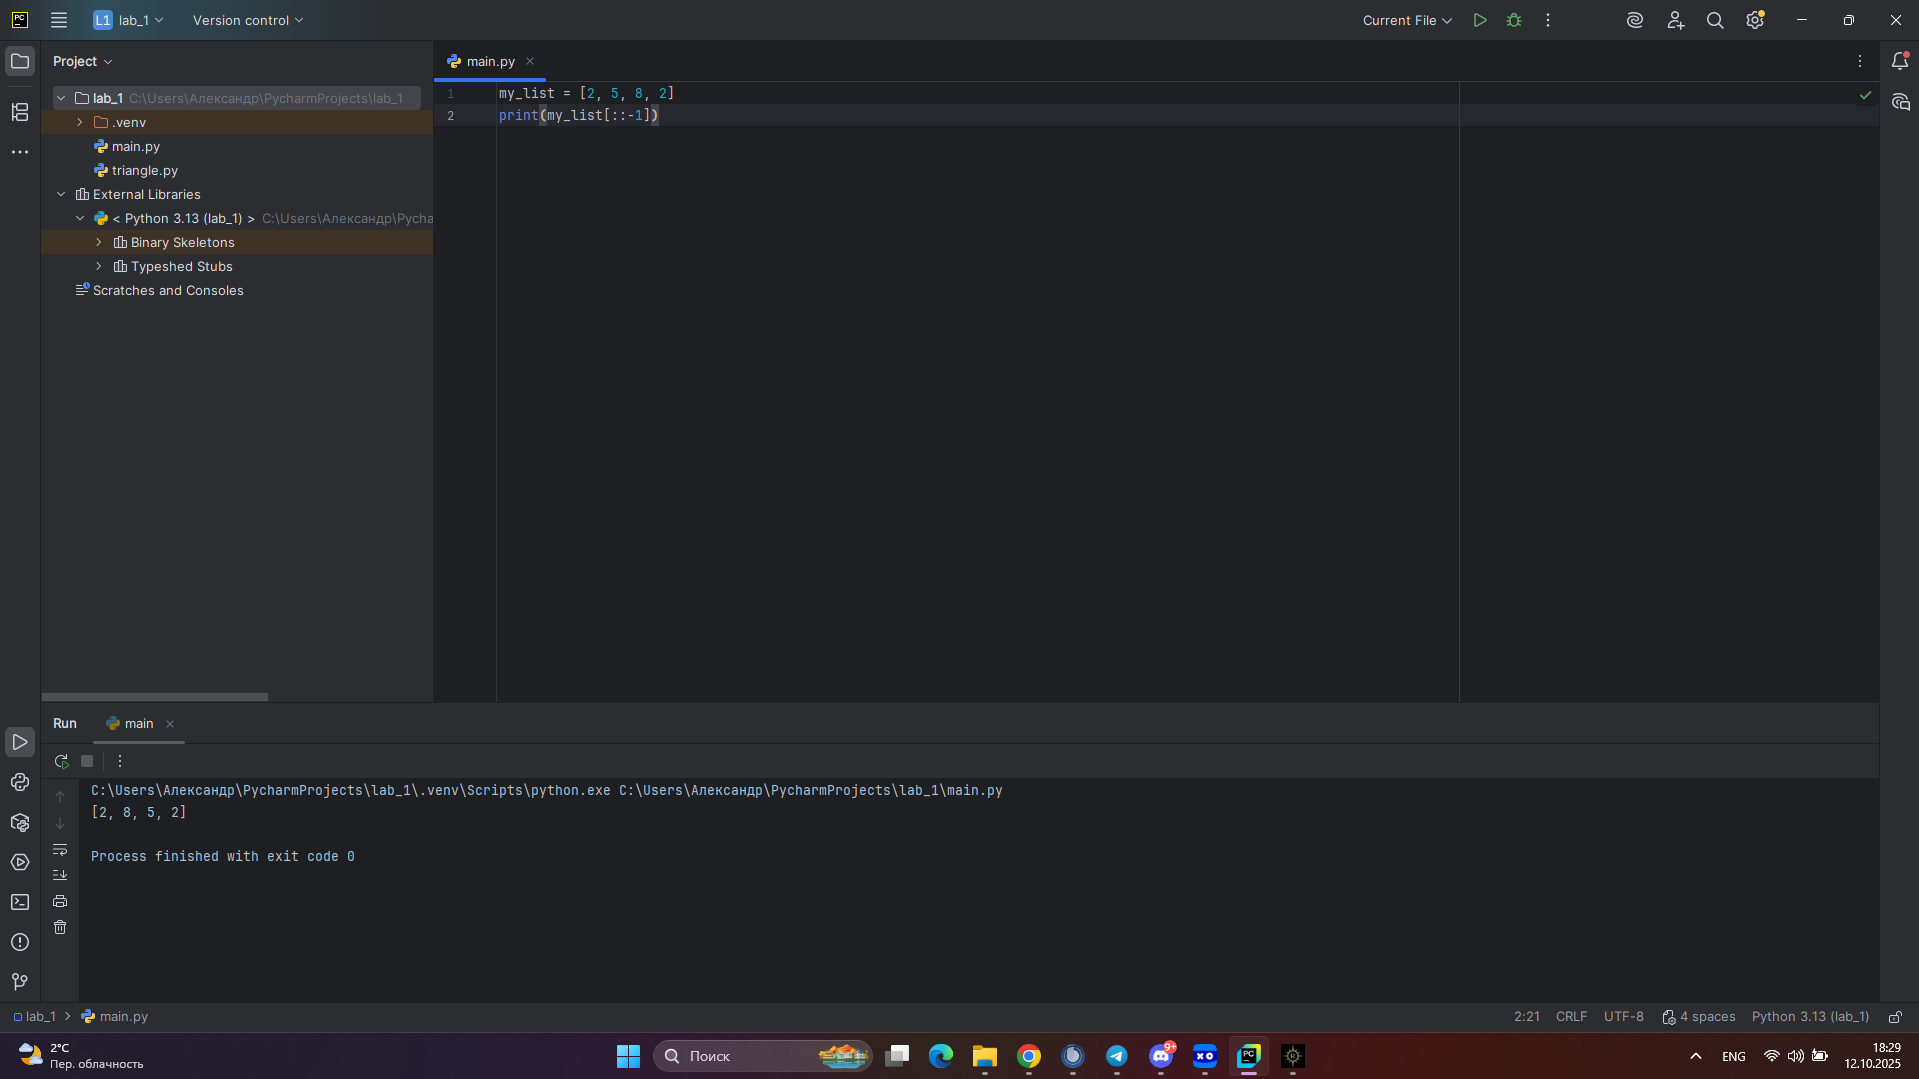 PC
L1 lab_1
Version control
Current File
Project
main.py
lab_1 C:\Users\Александр\PycharmProjects\lab_1
.venv
main.py
triangle.py
External Libraries
< Python 3.13 (lab_1) > C:\Users\Александр\Pycha
Binary Skeletons
Typeshed Stubs
Scratches and Consoles
1 my_list = [2, 5, 8, 2]
2 print(my_list[::-1])
Run
main
C:\Users\Александр\PycharmProjects\lab_1\.venv\Scripts\python.exe C:\Users\Александр\PycharmProjects\lab_1\main.py
[2, 8, 5, 2]
Process finished with exit code 0
lab_1 > main.py
2:21 CRLF UTF-8 4 spaces Python 3.13 (lab_1)
2°C
Пер. облачность
Поиск
9+
XO
PC
ENG
18:29
12.10.2025